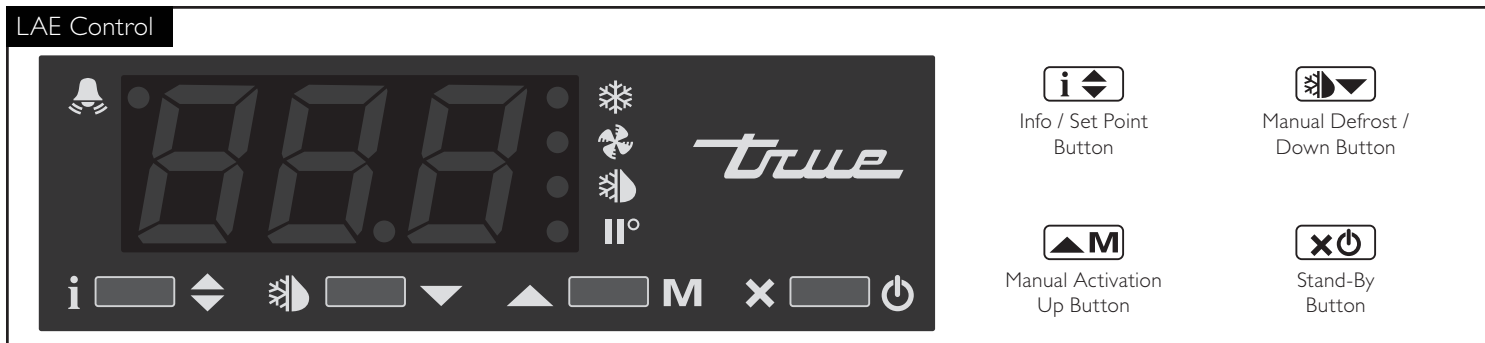 LAE Control
true
i
M
i
Info / Set Point
Button
Manual Defrost /
Down Button
M
Manual Activation
Up Button
Stand-By
Button